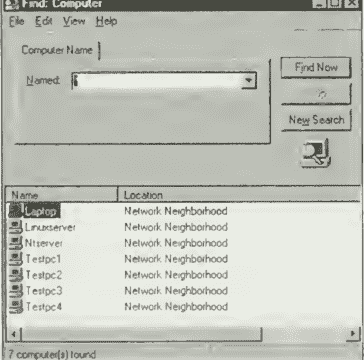 Find: Computer
File Edit View Help
Computer Name
Named:
Find Now
New Search
Name Location
Laptop Network Neighborhood
Linuxserver Network Neighborhood
Ntserver Network Neighborhood
Testpc1 Network Neighborhood
Testpc2 Network Neighborhood
Testpc3 Network Neighborhood
Testpc4 Network Neighborhood
7 computer(s) found